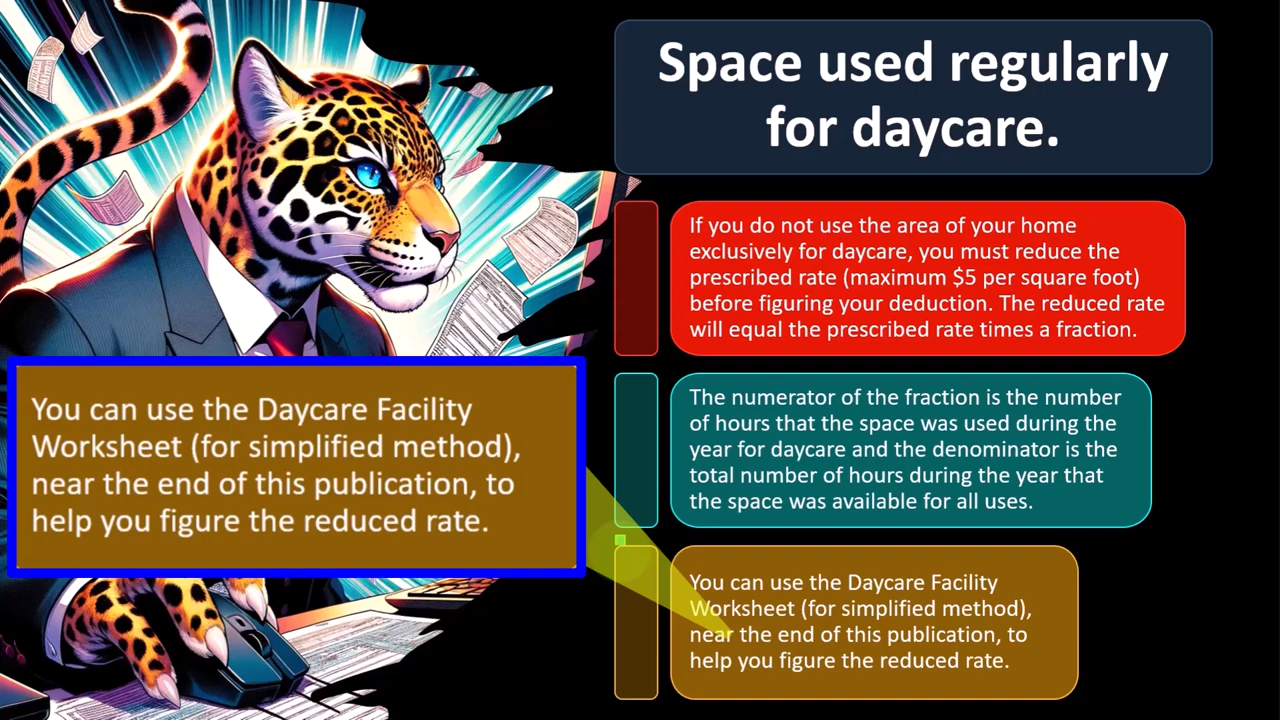 Space used regularly
for daycare.
If you do not use the area of your home
exclusively for daycare, you must reduce the
prescribed rate (maximum $5 per square foot)
before figuring your deduction. The reduced rate
will equal the prescribed rate times a fraction.
The numerator of the fraction is the number
of hours that the space was used during the
year for daycare and the denominator is the
total number of hours during the year that
the space was available for all uses.
You can use the Daycare Facility
Worksheet (for simplified method),
near the end of this publication, to
help you figure the reduced rate.
You can use the Daycare Facility
Worksheet (for simplified method),
near the end of this publication, to
help you figure the reduced rate.